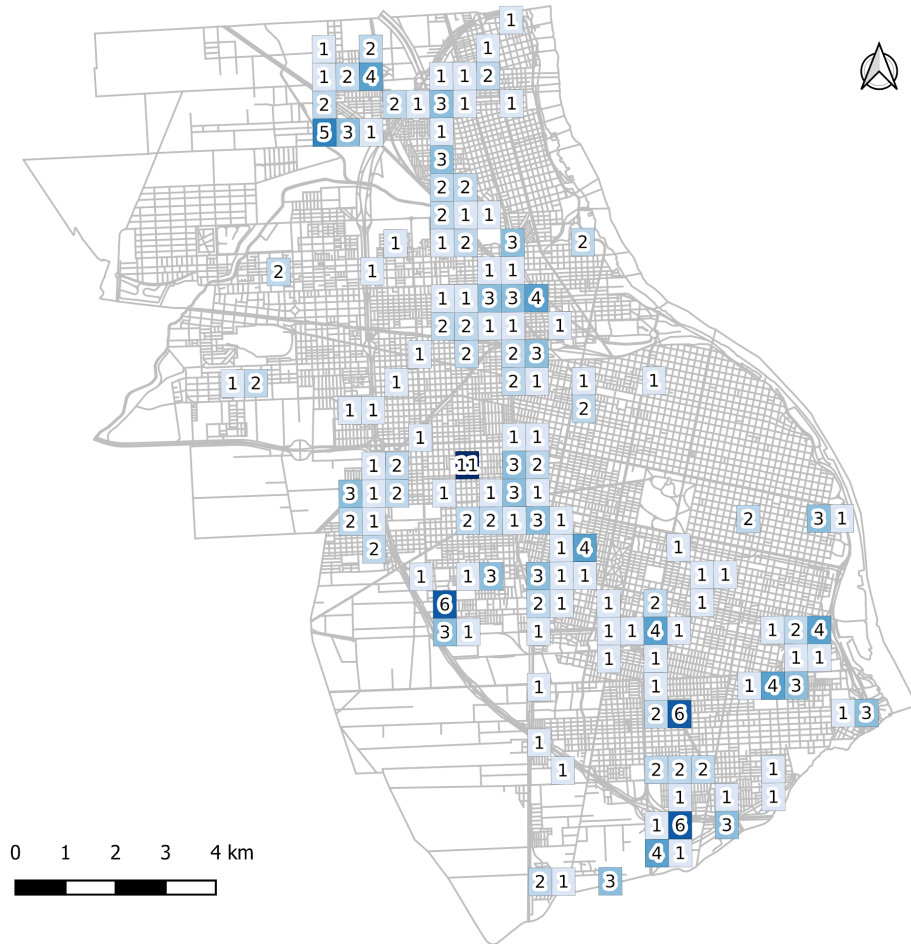 1
1 2 1
1 2 4 1 1 2
2 2 1 3 1 1
5 3 1 1
3
2 2
2 1 1
1 1 2 3 2
2 1 1 1
1 1 3 3 4
2 2 1 1 1
1 2 2 3
1 2 1 2 1 1 1
1 1 2
1 1 1
1 2 11 3 2
3 1 2 1 1 3 1
2 1 2 2 1 3 1 2 3 1
2 1 4 1
1 1 3 3 1 1 1 1
6 2 1 1 2 1
3 1 1 1 1 4 1 1 2 4
1 1 1 1
1 1 1 4 3
2 6 1 3
1
1 2 2 2 1
1 1 1
1 6 3
4 1
2 1 3
0 1 2 3 4 km